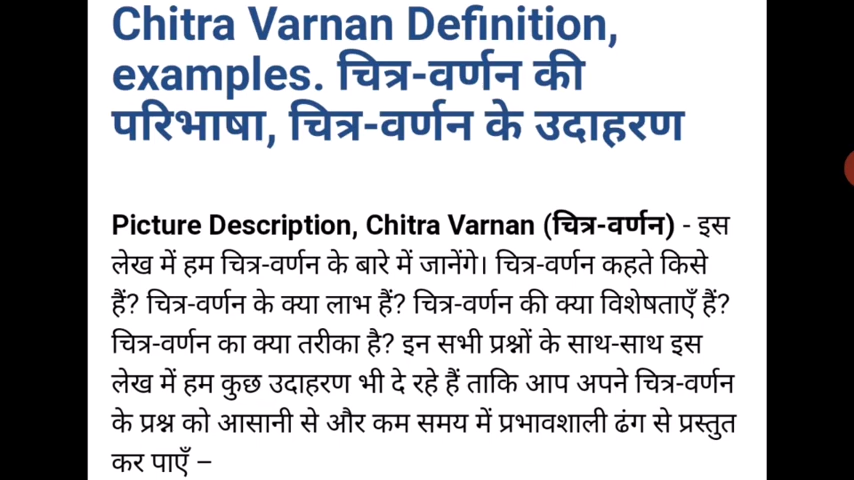 Chitra Varnan Definition,
examples. चित्र-वर्णन की
परिभाषा, चित्र-वर्णन के उदाहरण
Picture Description, Chitra Varnan (चित्र-वर्णन) - इस
लेख में हम चित्र-वर्णन के बारे में जानेंगे। चित्र-वर्णन कहते किसे
हैं? चित्र-वर्णन के क्या लाभ हैं? चित्र-वर्णन की क्या विशेषताएँ हैं?
चित्र-वर्णन का क्या तरीका है? इन सभी प्रश्नों के साथ-साथ इस
लेख में हम कुछ उदाहरण भी दे रहे हैं ताकि आप अपने चित्र-वर्णन
के प्रश्न को आसानी से और कम समय में प्रभावशाली ढंग से प्रस्तुत
कर पाएँ –